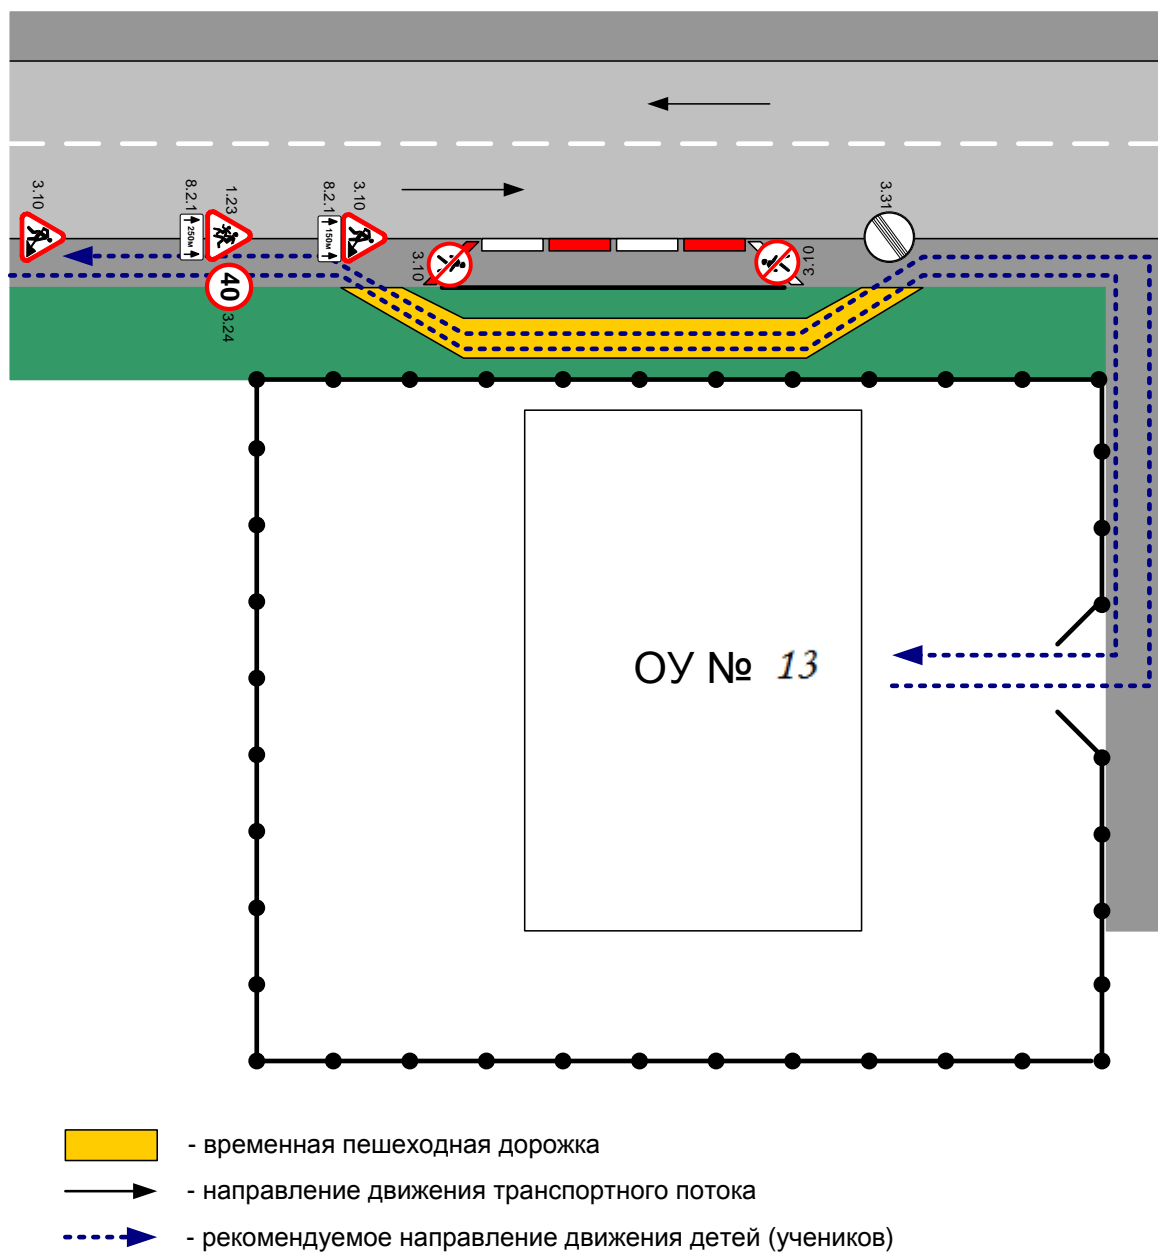 3.10
8.2.1
250м
1.23
40
3.24
8.2.1
150м
3.10
3.10
3.10
3.31
ОУ № 13
- временная пешеходная дорожка
- направление движения транспортного потока
- рекомендуемое направление движения детей (учеников)